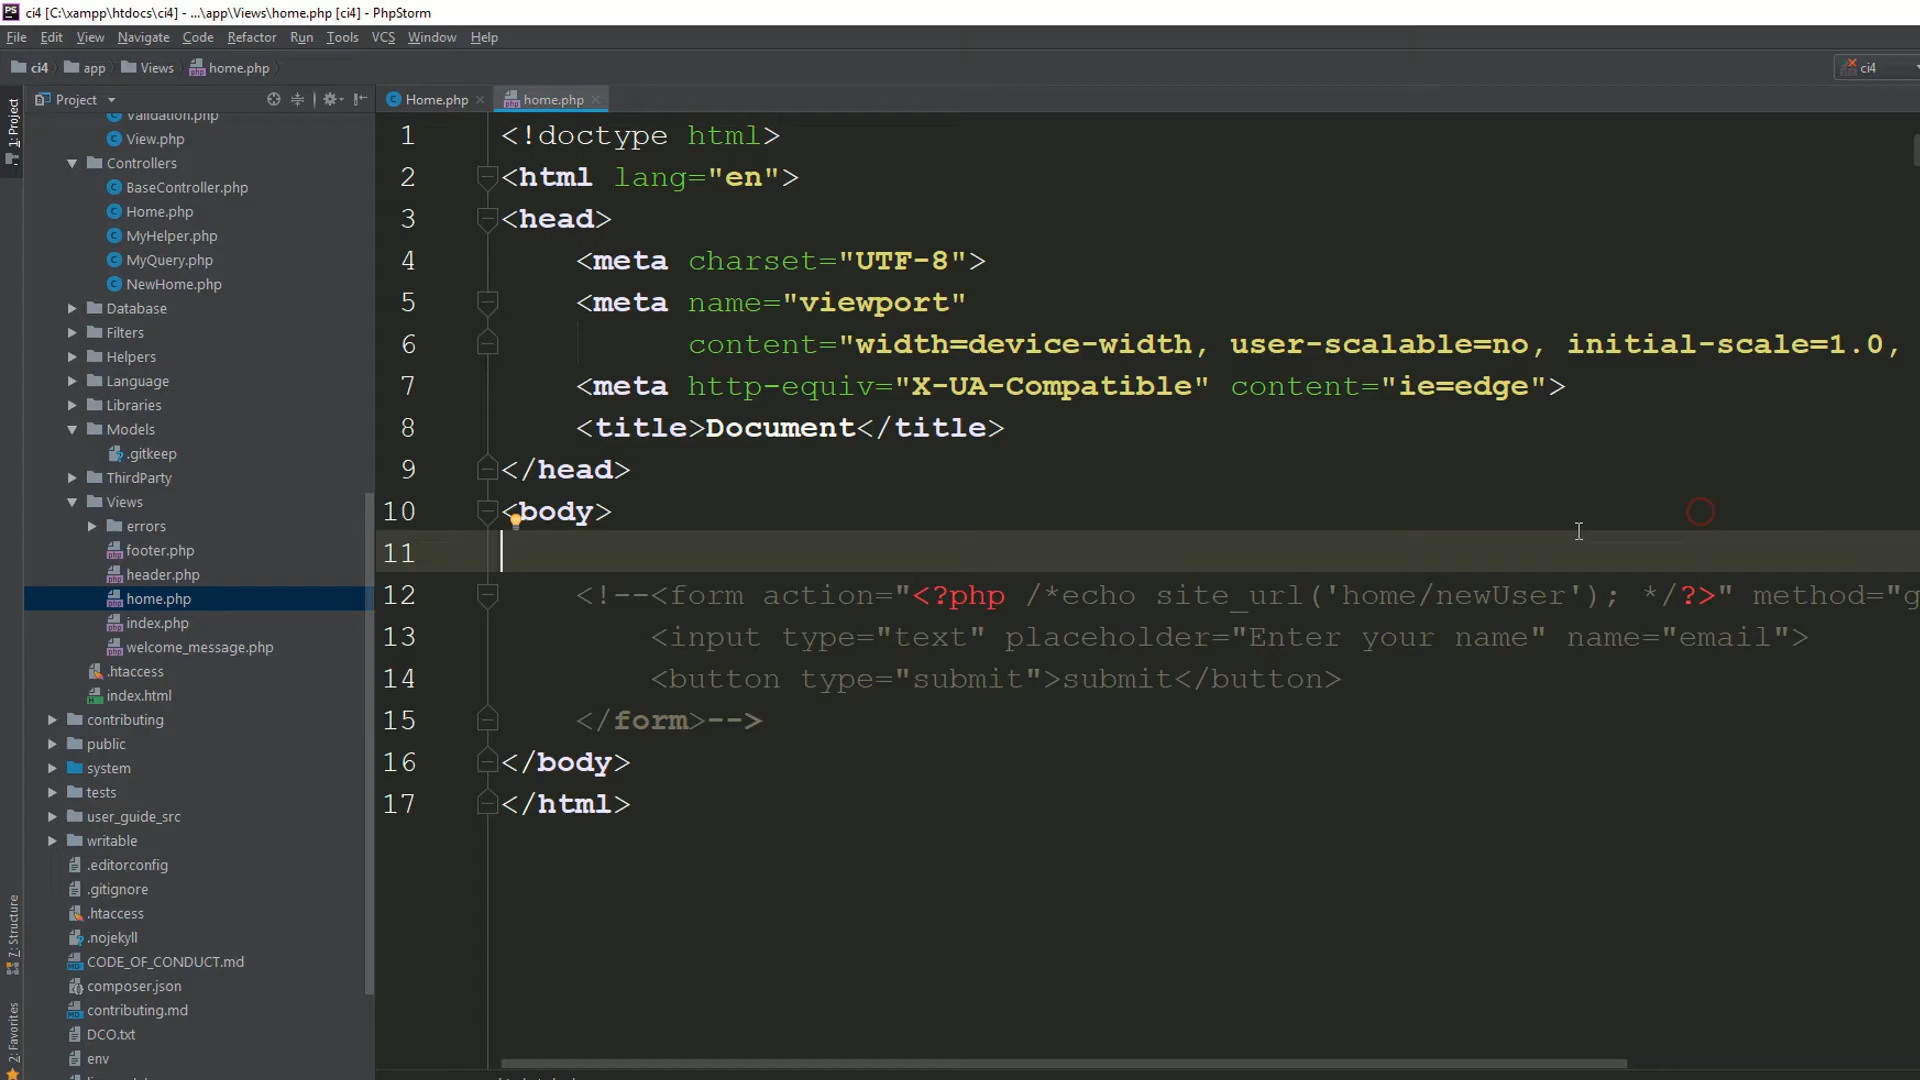 ci4 [C:\xampp\htdocs\ci4] - ...\app\Views\home.php [ci4] - PhpStorm
File Edit View Navigate Code Refactor Run Tools VCS Window Help
ci4 app Views home.php ci4
Project Home.php home.php
1: Project
7: Structure
2: Favorites
Validation.php
View.php
Controllers
BaseController.php
Home.php
MyHelper.php
MyQuery.php
NewHome.php
Database
Filters
Helpers
Language
Libraries
Models
.gitkeep
ThirdParty
Views
errors
footer.php
header.php
home.php
index.php
welcome_message.php
.htaccess
index.html
contributing
public
system
tests
user_guide_src
writable
.editorconfig
.gitignore
.htaccess
.nojekyll
CODE_OF_CONDUCT.md
composer.json
contributing.md
DCO.txt
env
1 <!doctype html>
2 <html lang="en">
3 <head>
4 <meta charset="UTF-8">
5 <meta name="viewport"
6 content="width=device-width, user-scalable=no, initial-scale=1.0,
7 <meta http-equiv="X-UA-Compatible" content="ie=edge">
8 <title>Document</title>
9 </head>
10 <body>
11
12 <!--<form action="<?php /*echo site_url('home/newUser'); */?>" method="g
13 <input type="text" placeholder="Enter your name" name="email">
14 <button type="submit">submit</button>
15 </form>-->
16 </body>
17 </html>